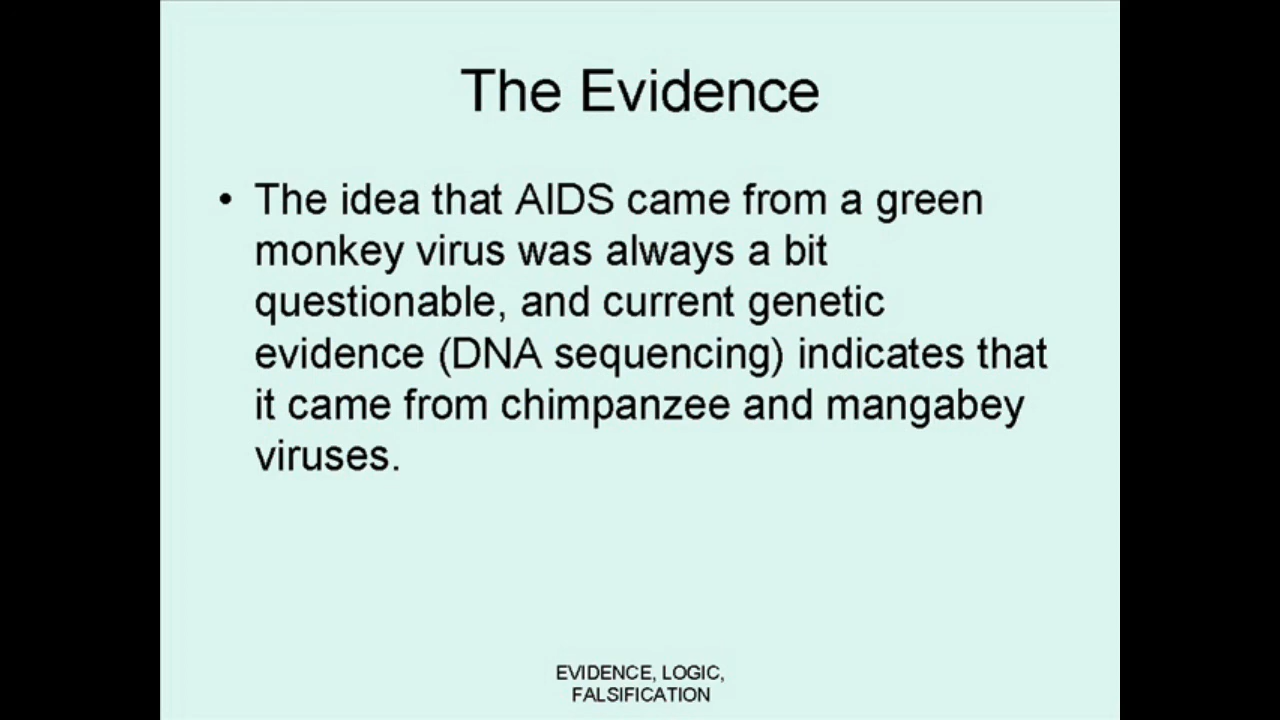 The Evidence
• The idea that AIDS came from a green
monkey virus was always a bit
questionable, and current genetic
evidence (DNA sequencing) indicates that
it came from chimpanzee and mangabey
viruses.
EVIDENCE, LOGIC,
FALSIFICATION